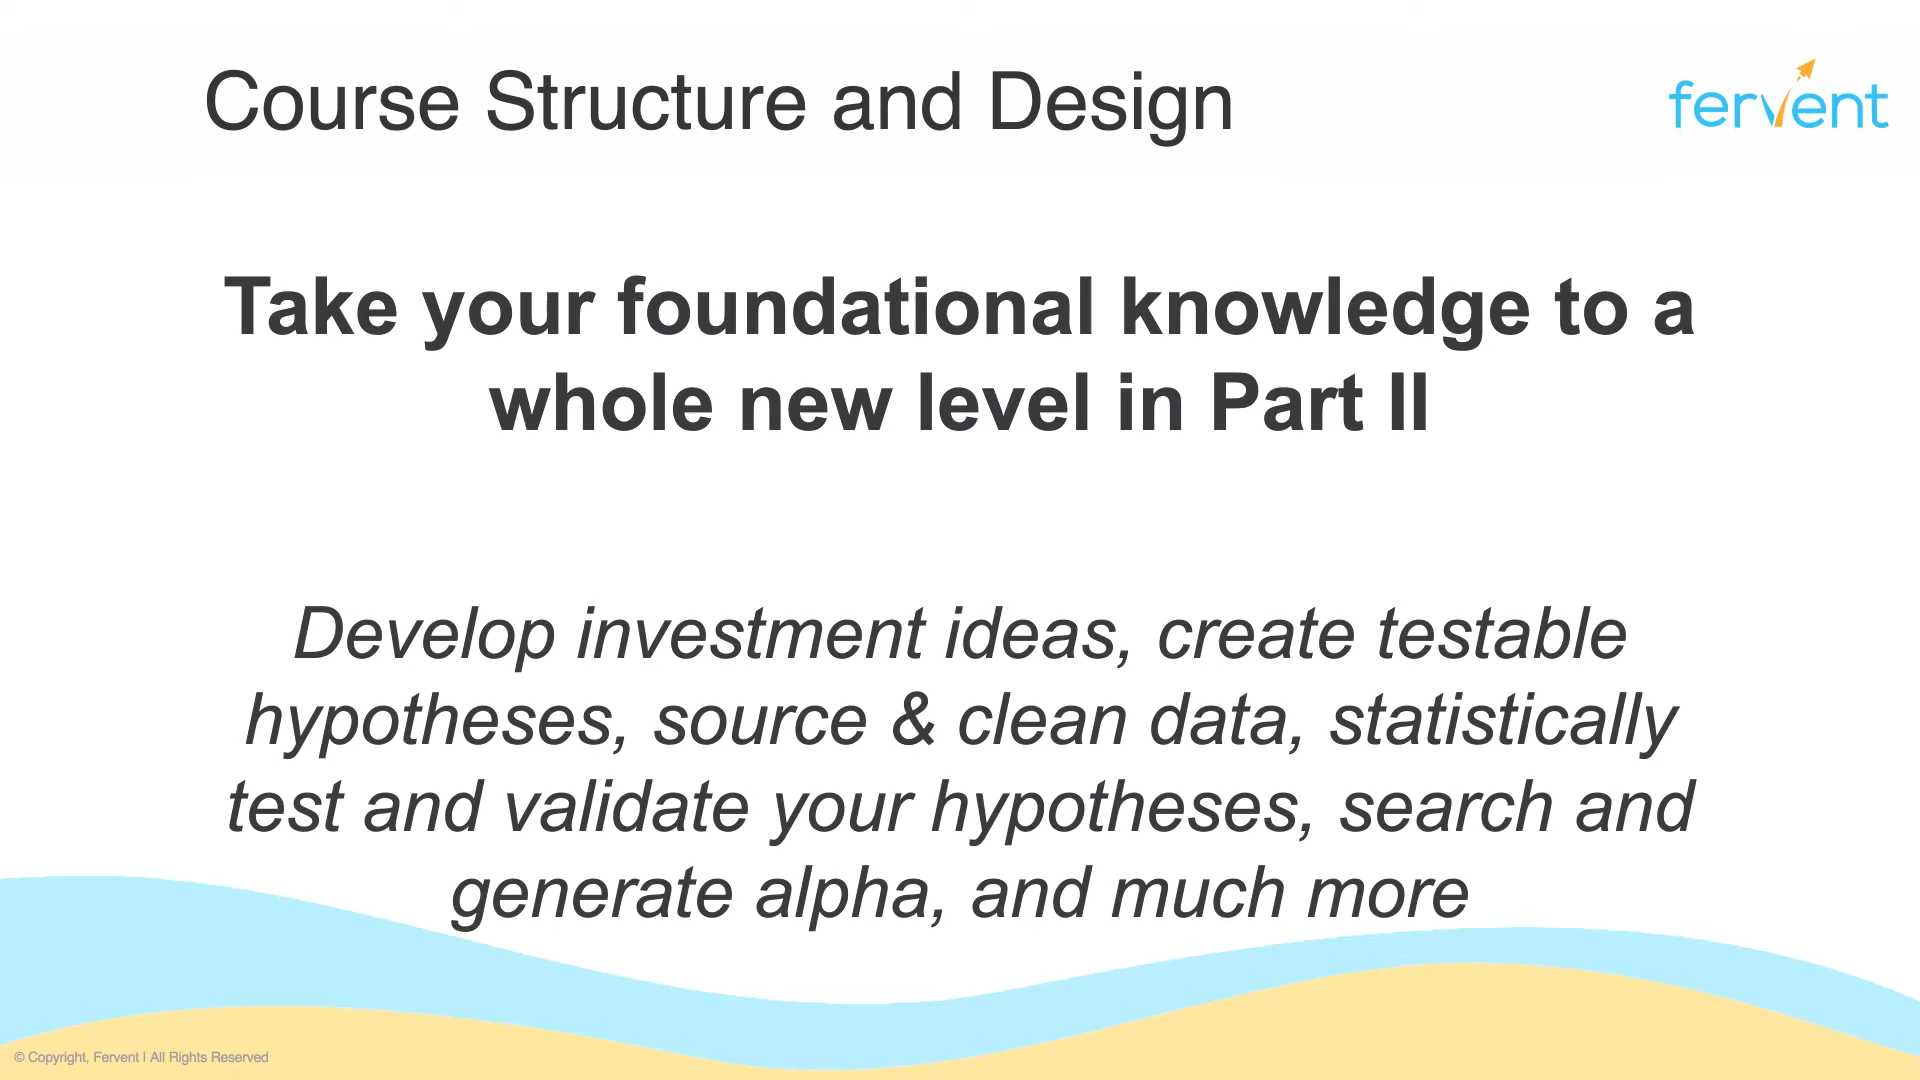 Course Structure and Design
fervent
Take your foundational knowledge to a
whole new level in Part II
Develop investment ideas, create testable
hypotheses, source & clean data, statistically
test and validate your hypotheses, search and
generate alpha, and much more
© Copyright, Fervent | All Rights Reserved